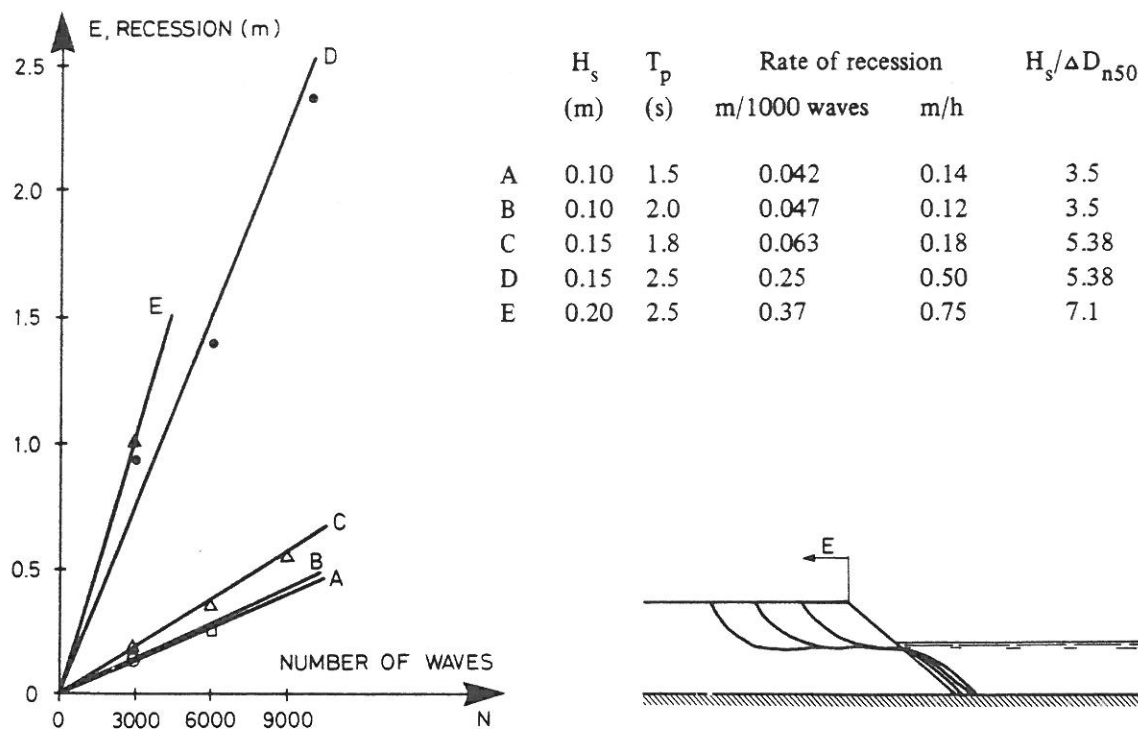 E, RECESSION (m)
2.5
2.0
1.5
1.0
0.5
0
D
E
C
B
A
NUMBER OF WAVES
0 3000 6000 9000 N
H_s T_p Rate of recession H_s/△D_n50
(m) (s) m/1000 waves m/h
A 0.10 1.5 0.042 0.14 3.5
B 0.10 2.0 0.047 0.12 3.5
C 0.15 1.8 0.063 0.18 5.38
D 0.15 2.5 0.25 0.50 5.38
E 0.20 2.5 0.37 0.75 7.1
E